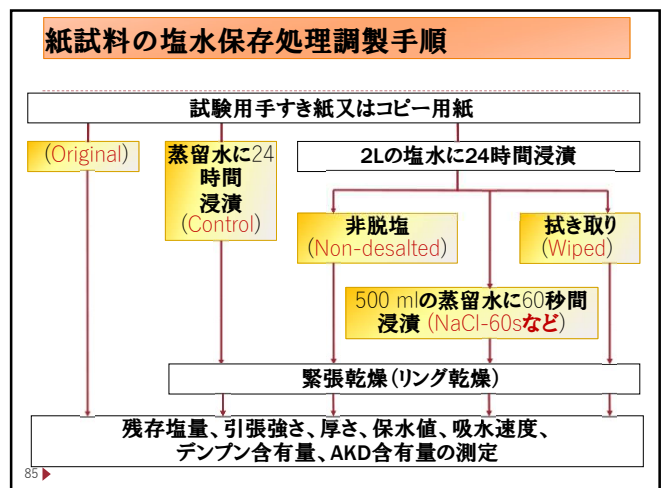 紙試料の塩水保存処理調製手順
試験用手すき紙又はコピー用紙
(Original)
蒸留水に24
時間
浸漬
(Control)
2Lの塩水に24時間浸漬
非脱塩
(Non-desalted)
拭き取り
(Wiped)
500 mlの蒸留水に60秒間
浸漬 (NaCl-60sなど)
緊張乾燥(リング乾燥)
残存塩量、引張強さ、厚さ、保水値、吸水速度、
デンプン含有量、AKD含有量の測定
85